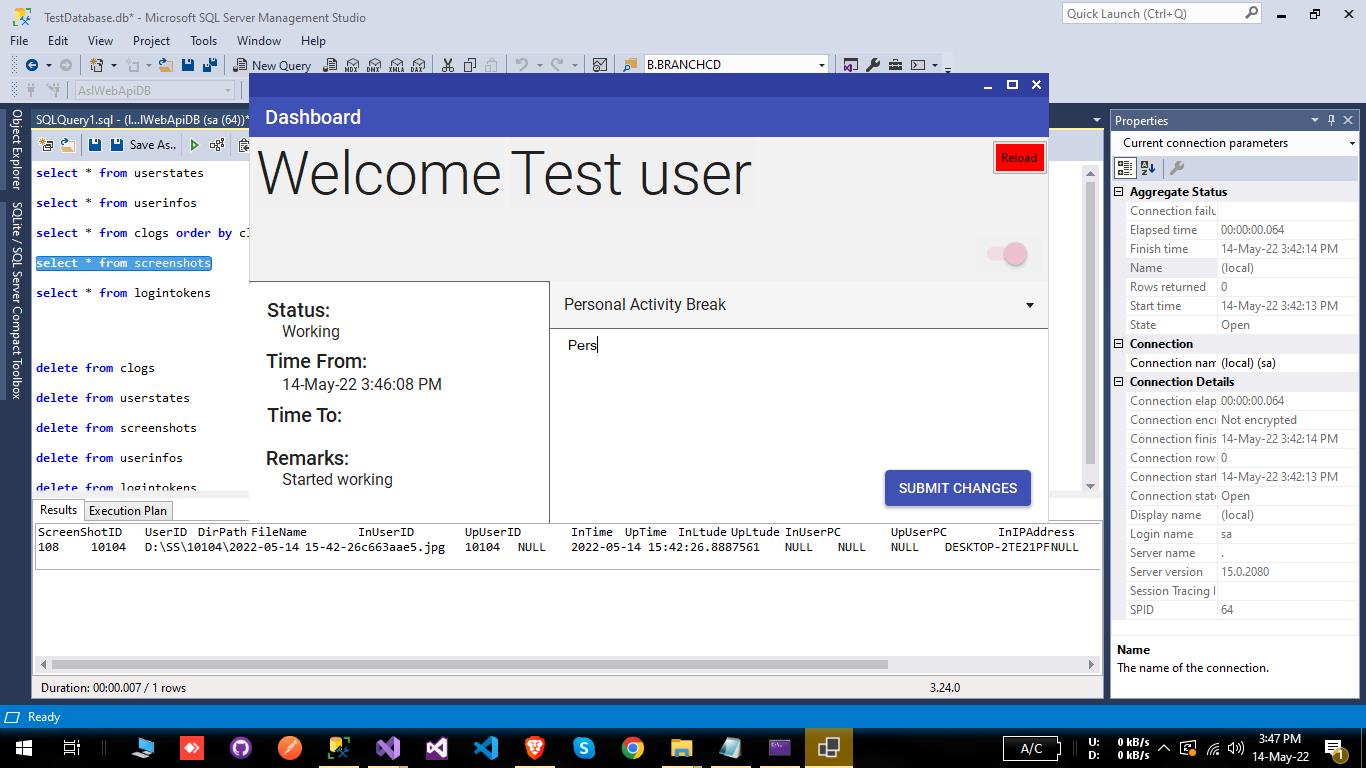 TestDatabase.db* - Microsoft SQL Server Management Studio
Quick Launch (Ctrl+Q)
File Edit View Project Tools Window Help
New Query
MDX DMX XMLA DAX
B.BRANCHCD
AslWebApiDB
Object Explorer
SQLite / SQL Server Compact Toolbox
SQLQuery1.sql - (l...lWebApiDB (sa (64))*
Save As..
select * from userstates
select * from userinfos
select * from clogs order by cl
select * from screenshots
select * from logintokens
delete from clogs
delete from userstates
delete from screenshots
delete from userinfos
delete from logintokens
Dashboard
Welcome Test user
Reload
Status:
Working
Time From:
14-May-22 3:46:08 PM
Time To:
Remarks:
Started working
Personal Activity Break
Pers
SUBMIT CHANGES
Results Execution Plan
ScreenShotID UserID DirPath FileName InUserID UpUserID InTime UpTime InLtude UpLtude InUserPC UpUserPC InIPAddress
108 10104 D:\SS\10104\2022-05-14 15-42-26c663aae5.jpg 10104 NULL 2022-05-14 15:42:26.8887561 NULL NULL NULL DESKTOP-2TE21PF NULL
Duration: 00:00.007 / 1 rows
3.24.0
Properties
Current connection parameters
Aggregate Status
Connection failu
Elapsed time 00:00:00.064
Finish time 14-May-22 3:42:14 PM
Name (local)
Rows returned 0
Start time 14-May-22 3:42:13 PM
State Open
Connection
Connection nam (local) (sa)
Connection Details
Connection elap 00:00:00.064
Connection encr Not encrypted
Connection finis 14-May-22 3:42:14 PM
Connection row 0
Connection start 14-May-22 3:42:13 PM
Connection stat Open
Display name (local)
Login name sa
Server name .
Server version 15.0.2080
Session Tracing I
SPID 64
Name
The name of the connection.
Ready
A/C
U: 0 kB/s
D: 0 kB/s
3:47 PM
14-May-22
1